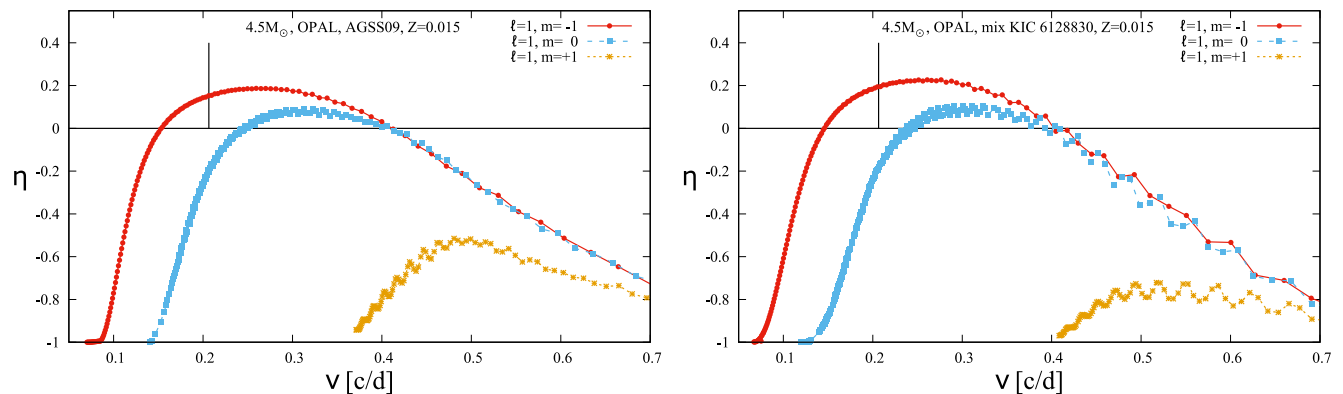 4.5M⊙, OPAL, AGSS09, Z=0.015
ℓ=1, m= -1
ℓ=1, m= 0
ℓ=1, m=+1
0.4
0.2
0
-0.2
-0.4
-0.6
-0.8
-1
η
0.1 0.2 0.3 0.4 0.5 0.6 0.7
ν [c/d]
4.5M⊙, OPAL, mix KIC 6128830, Z=0.015
ℓ=1, m= -1
ℓ=1, m= 0
ℓ=1, m=+1
0.4
0.2
0
-0.2
-0.4
-0.6
-0.8
-1
η
0.1 0.2 0.3 0.4 0.5 0.6 0.7
ν [c/d]